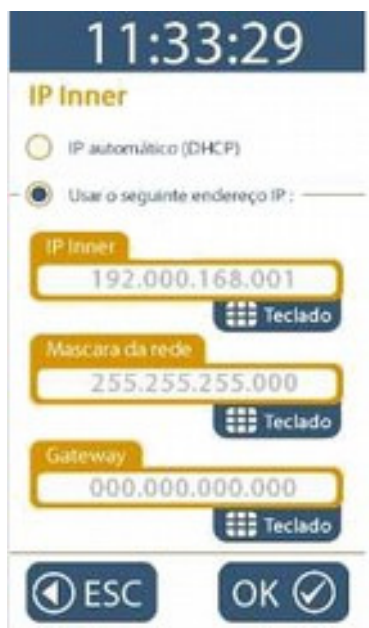 11:33:29
IP Inner
IP automático (DHCP)
Usar o seguinte endereço IP :
IP Inner
192.000.168.001
Teclado
Mascara da rede
255.255.255.000
Teclado
Gateway
000.000.000.000
Teclado
ESC
OK